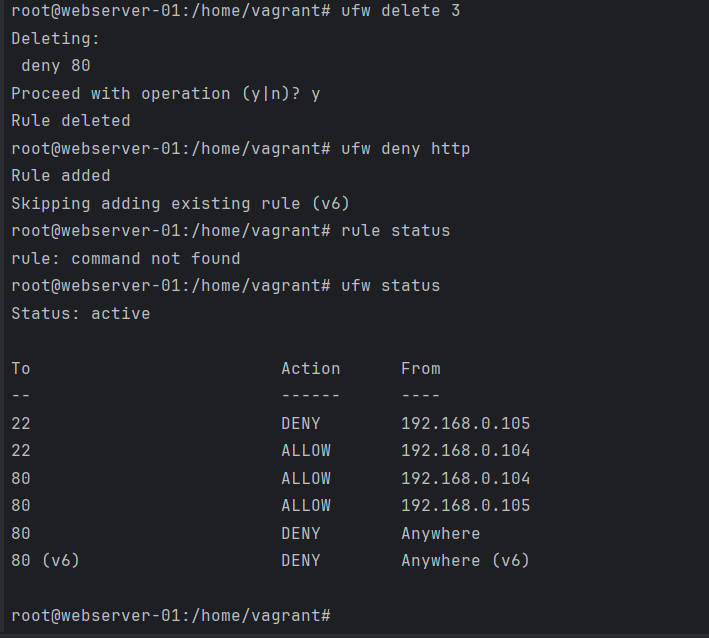 root@webserver-01:/home/vagrant# ufw delete 3
Deleting:
 deny 80
Proceed with operation (y|n)? y
Rule deleted
root@webserver-01:/home/vagrant# ufw deny http
Rule added
Skipping adding existing rule (v6)
root@webserver-01:/home/vagrant# rule status
rule: command not found
root@webserver-01:/home/vagrant# ufw status
Status: active

To                         Action      From
--                         ------      ----
22                         DENY        192.168.0.105
22                         ALLOW       192.168.0.104
80                         ALLOW       192.168.0.104
80                         ALLOW       192.168.0.105
80                         DENY        Anywhere
80 (v6)                    DENY        Anywhere (v6)

root@webserver-01:/home/vagrant#